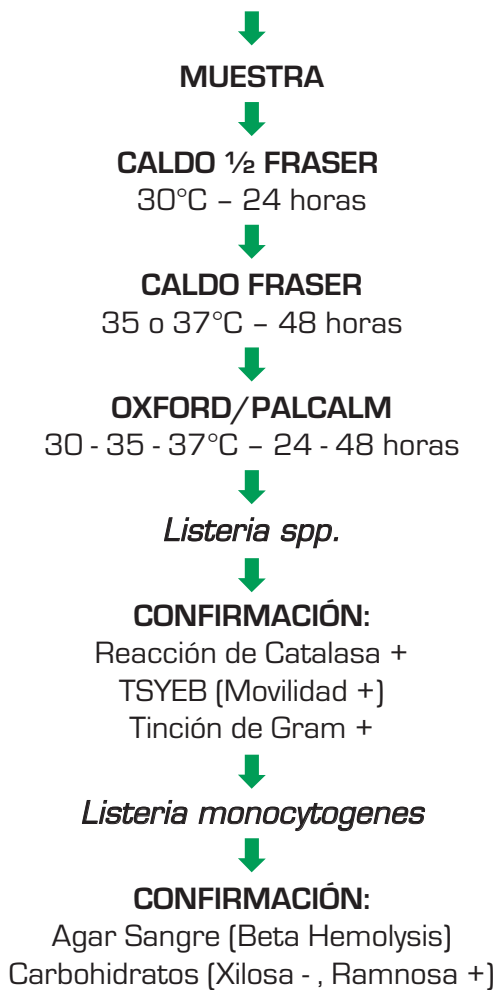 MUESTRA
CALDO ½ FRASER
30°C – 24 horas
CALDO FRASER
35 o 37°C – 48 horas
OXFORD/PALCALM
30 - 35 - 37°C – 24 - 48 horas
Listeria spp.
CONFIRMACIÓN:
Reacción de Catalasa +
TSYEB (Movilidad +)
Tinción de Gram +
Listeria monocytogenes
CONFIRMACIÓN:
Agar Sangre (Beta Hemolysis)
Carbohidratos (Xilosa - , Ramnosa +)